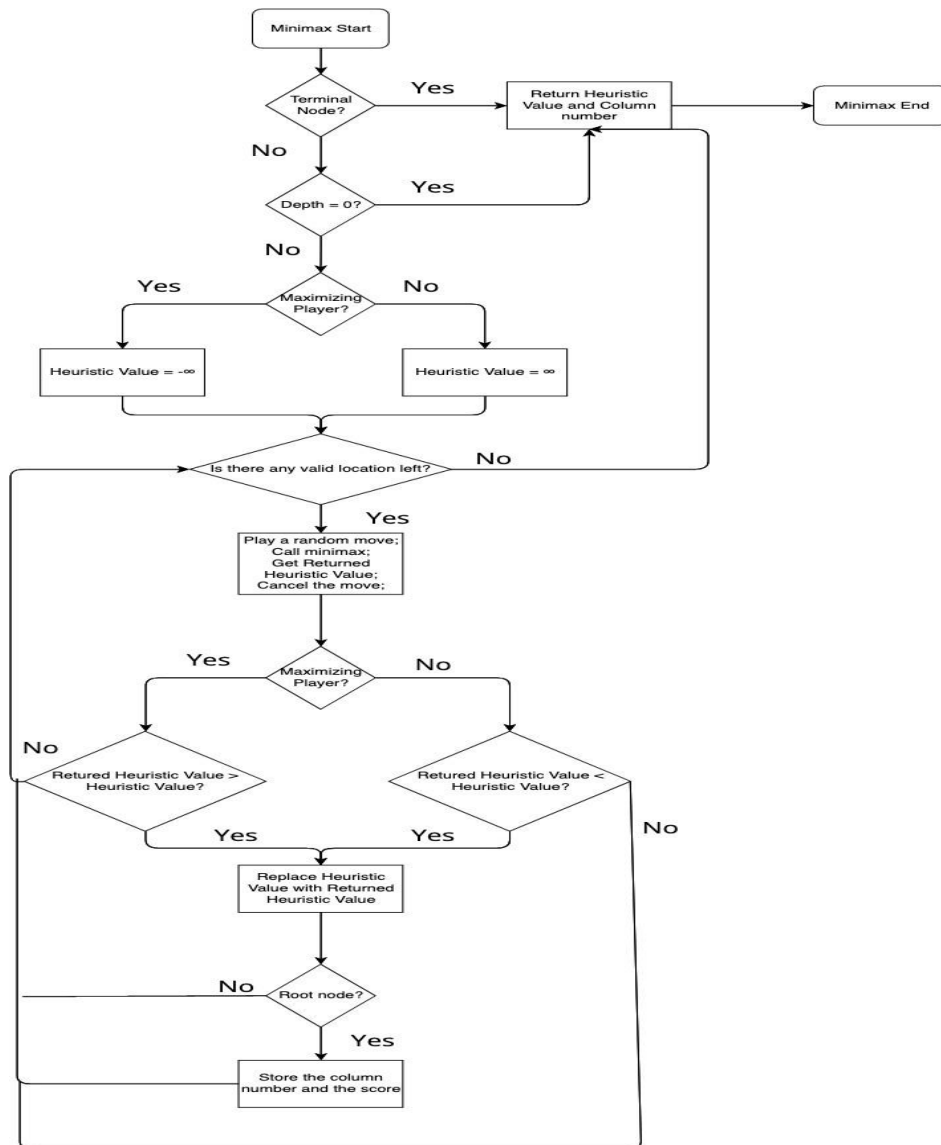 Minimax Start
Terminal
Node?
Yes
Return Heuristic
Value and Column
number
Minimax End
No
Depth = 0?
Yes
No
Maximizing
Player?
Yes
No
Heuristic Value = -∞
Heuristic Value = ∞
Is there any valid location left?
No
Yes
Play a random move;
Call minimax;
Get Returned
Heuristic Value;
Cancel the move;
Maximizing
Player?
Yes
No
Retured Heuristic Value >
Heuristic Value?
No
Retured Heuristic Value <
Heuristic Value?
No
Yes
Yes
Replace Heuristic
Value with Returned
Heuristic Value
Root node?
No
Yes
Store the column
number and the score